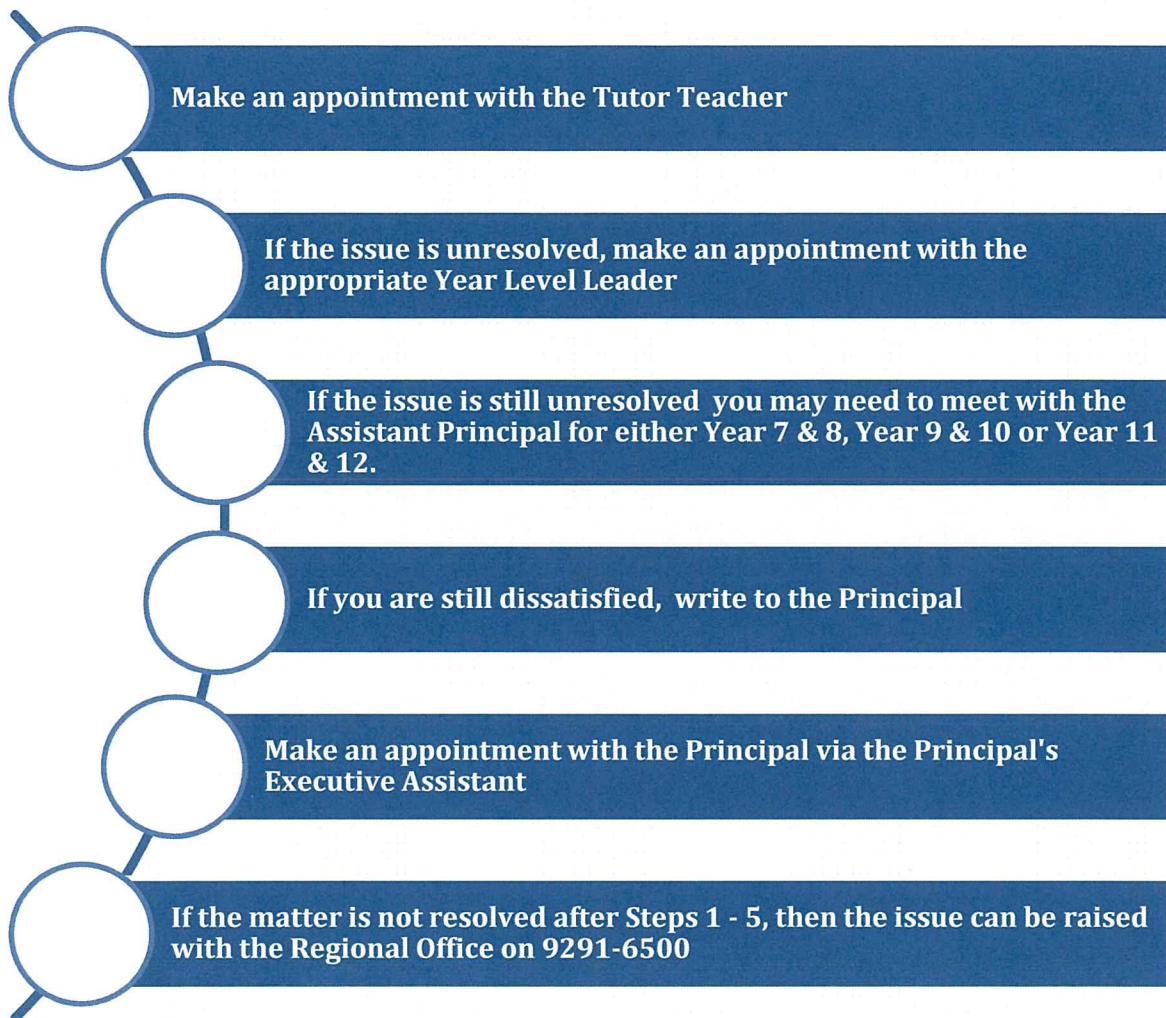 Make an appointment with the Tutor Teacher
If the issue is unresolved, make an appointment with the
appropriate Year Level Leader
If the issue is still unresolved  you may need to meet with the
Assistant Principal for either Year 7 & 8, Year 9 & 10 or Year 11
& 12.
If you are still dissatisfied,  write to the Principal
Make an appointment with the Principal via the Principal's
Executive Assistant
If the matter is not resolved after Steps 1 - 5, then the issue can be raised
with the Regional Office on 9291-6500